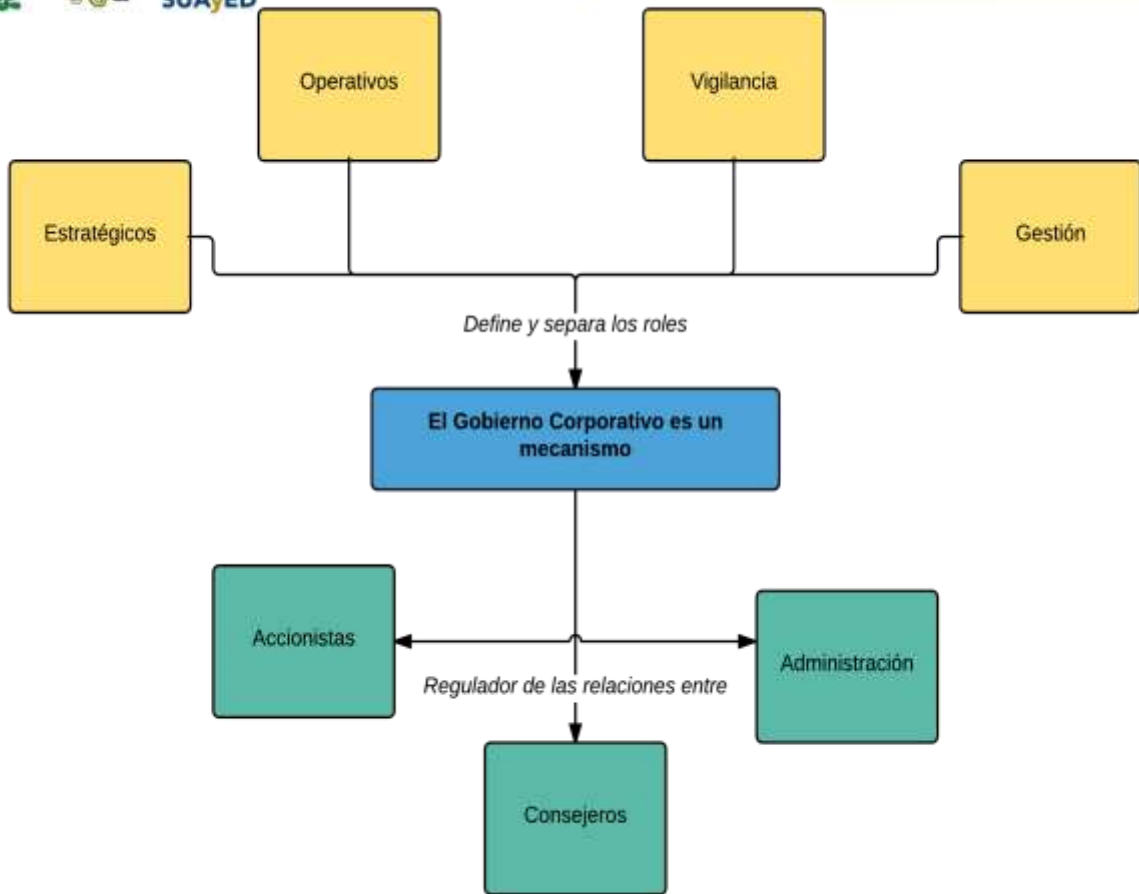 SUAyED
Operativos
Vigilancia
Estratégicos
Gestión
Define y separa los roles
El Gobierno Corporativo es un
mecanismo
Accionistas
Administración
Regulador de las relaciones entre
Consejeros